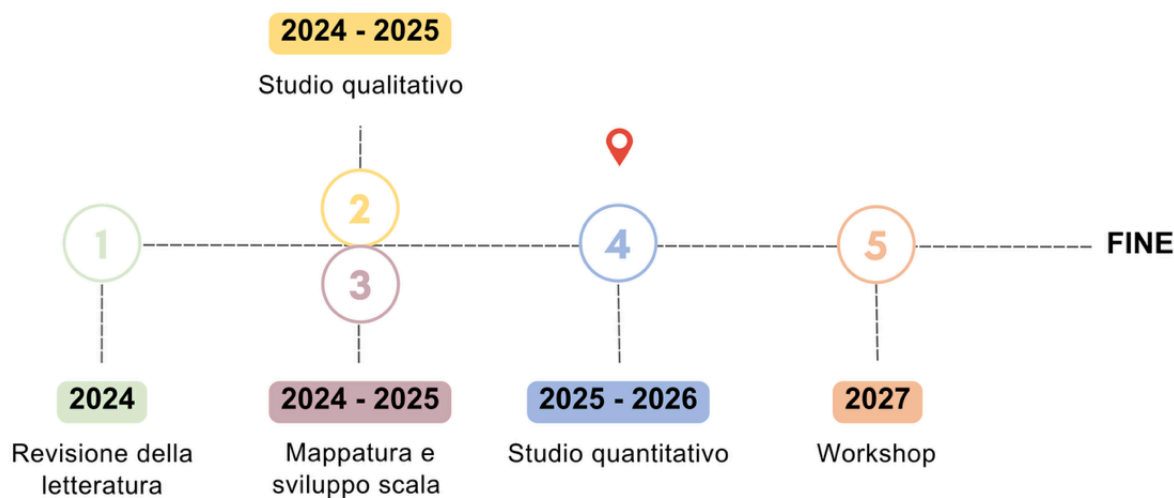 2024 - 2025
Studio qualitativo
1
2
3
4
5
FINE
2024
Revisione della
letteratura
2024 - 2025
Mappatura e
sviluppo scala
2025 - 2026
Studio quantitativo
2027
Workshop